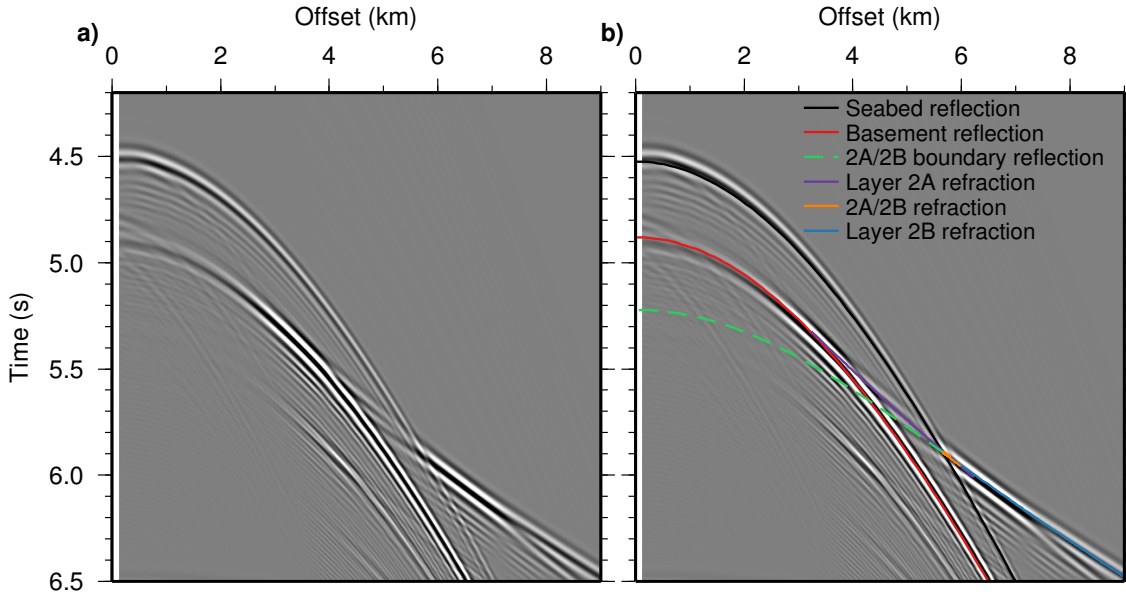 Offset (km)
Offset (km)
a)
b)
0 2 4 6 8
0 2 4 6 8
4.5
5.0
5.5
6.0
6.5
Time (s)
Seabed reflection
Basement reflection
2A/2B boundary reflection
Layer 2A refraction
2A/2B refraction
Layer 2B refraction